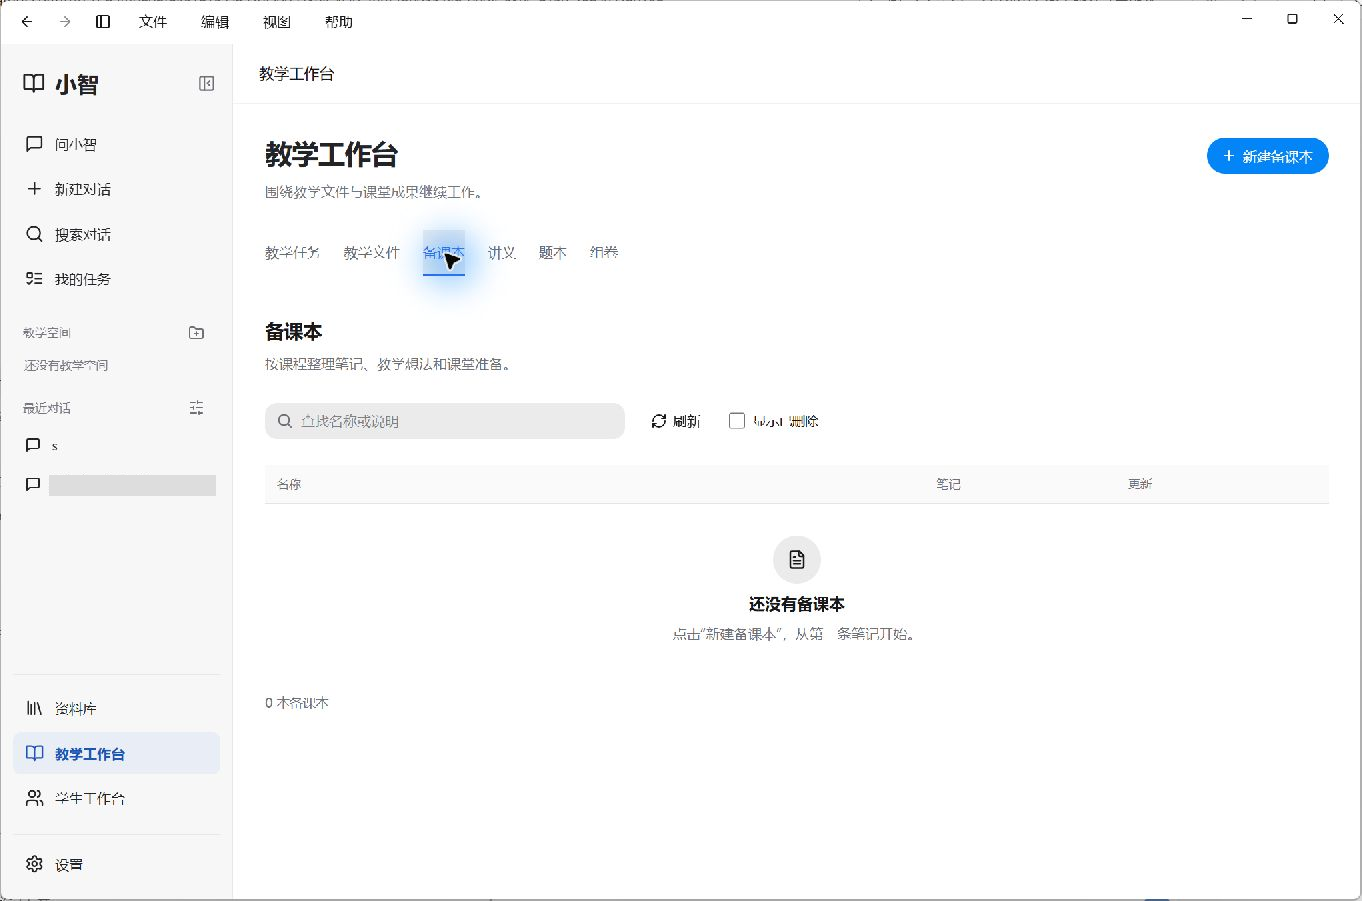 文件 编辑 视图 帮助
小智
问小智
新建对话
搜索对话
我的任务
教学空间
还没有教学空间
最近对话
s
资料库
教学工作台
学生工作台
设置
教学工作台
教学工作台
新建备课本
围绕教学文件与课堂成果继续工作。
教学任务 教学文件 备课本 讲义 题本 组卷
备课本
按课程整理笔记、教学想法和课堂准备。
查找名称或说明
刷新
删除
名称 笔记 更新
还没有备课本
点击“新建备课本”，从第 条笔记开始。
0 本备课本